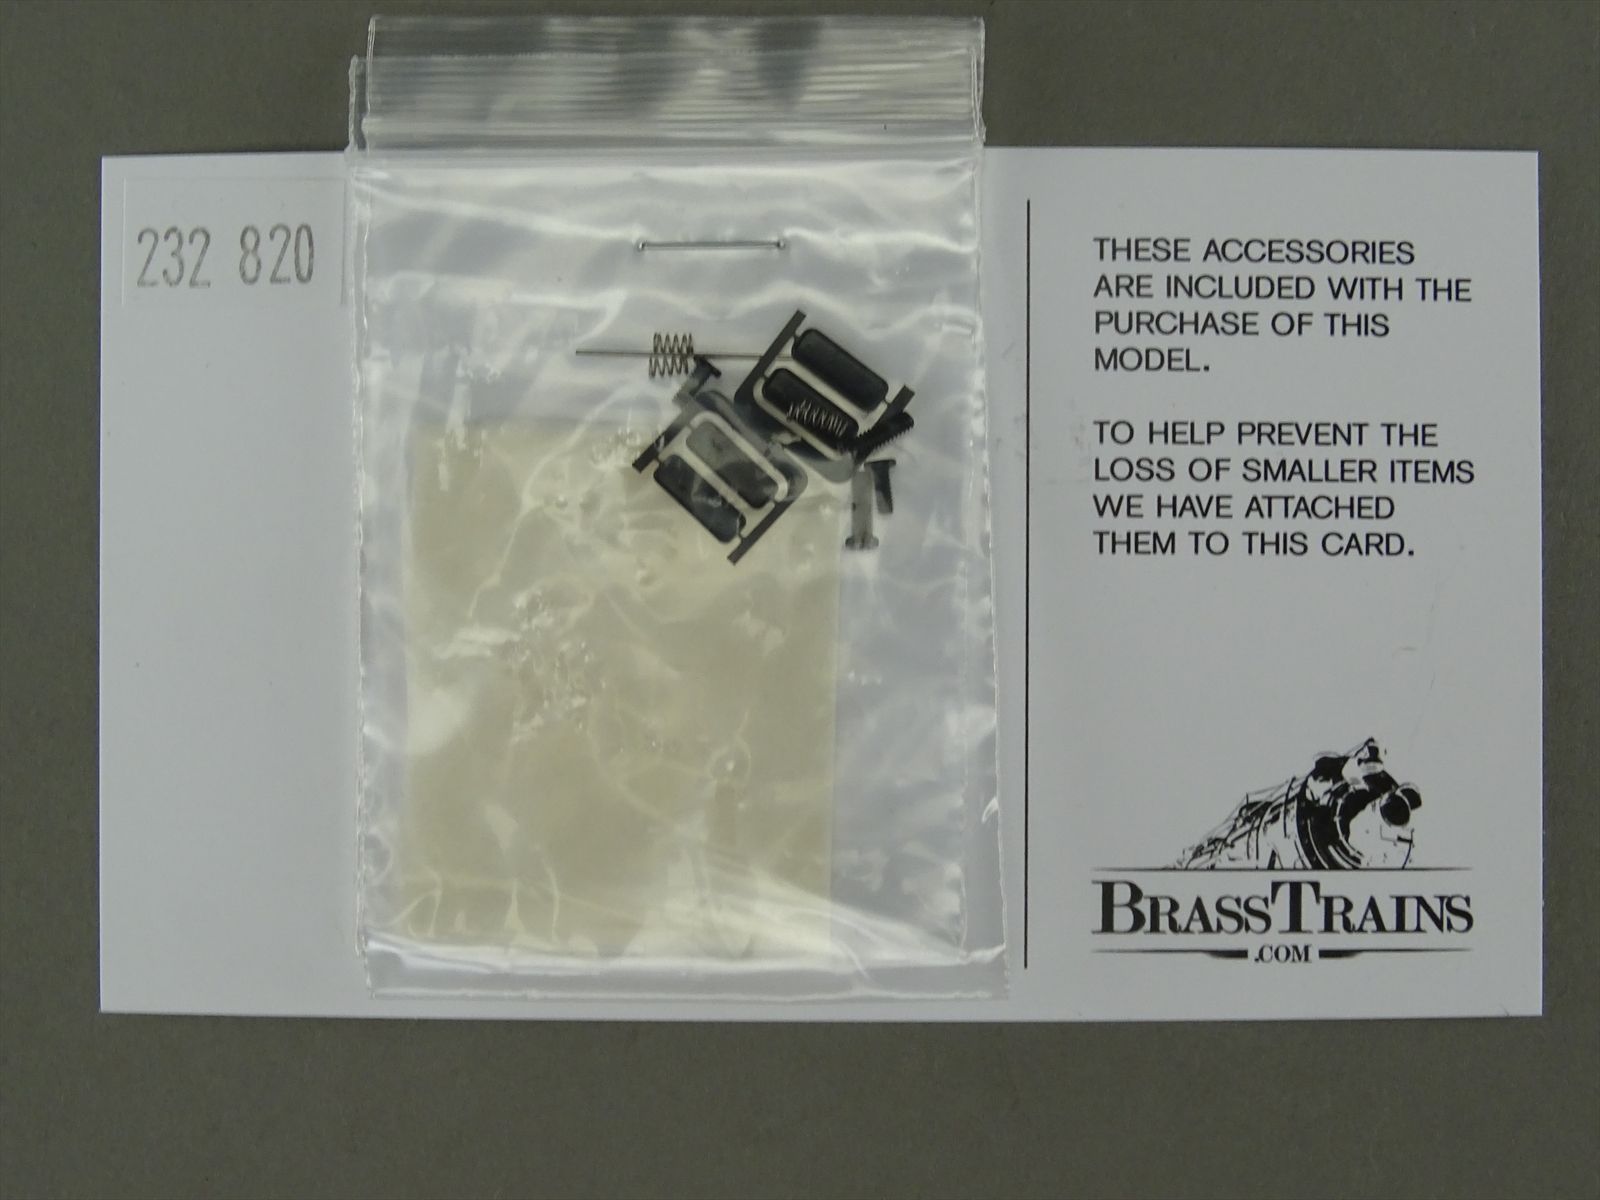 232 820
THESE ACCESSORIES
ARE INCLUDED WITH THE
PURCHASE OF THIS
MODEL.
TO HELP PREVENT THE
LOSS OF SMALLER ITEMS
WE HAVE ATTACHED
THEM TO THIS CARD.
BRASSTRAINS
.COM